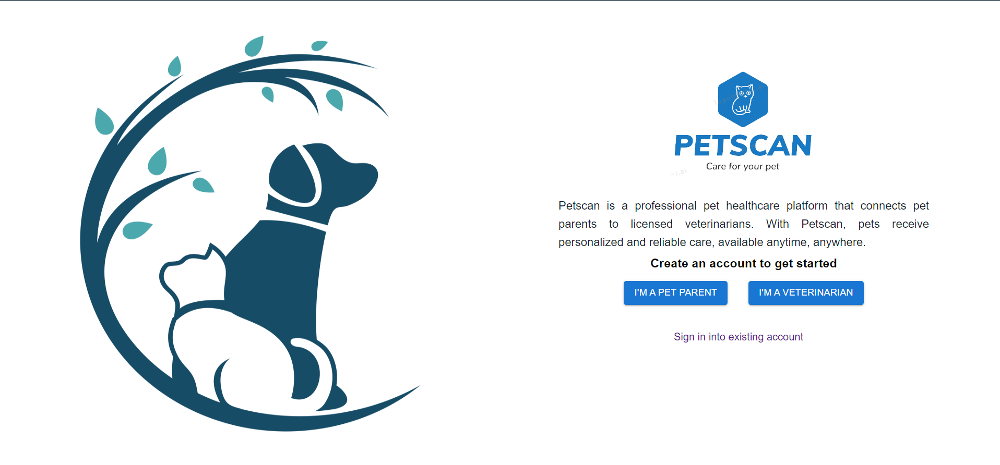 PETSCAN
Care for your pet
Petscan is a professional pet healthcare platform that connects pet
parents to licensed veterinarians. With Petscan, pets receive
personalized and reliable care, available anytime, anywhere.
Create an account to get started
I'M A PET PARENT
I'M A VETERINARIAN
Sign in into existing account